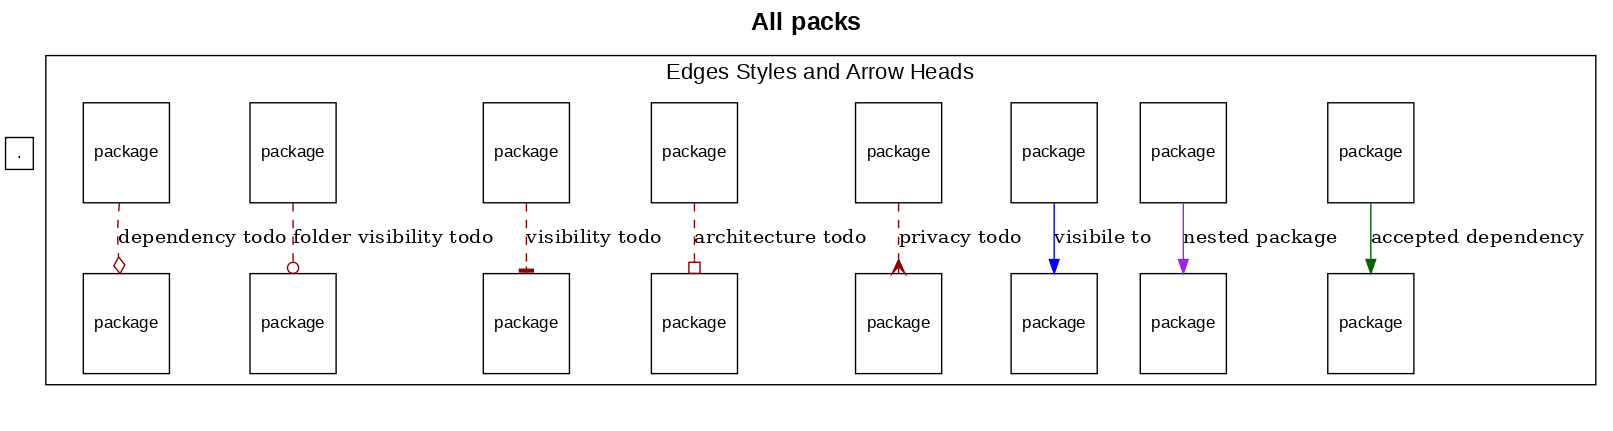 All packs
Edges Styles and Arrow Heads
.
package package package package package package package package
dependency todo folder visibility todo visibility todo architecture todo privacy todo visibile to nested package accepted dependency
package package package package package package package package